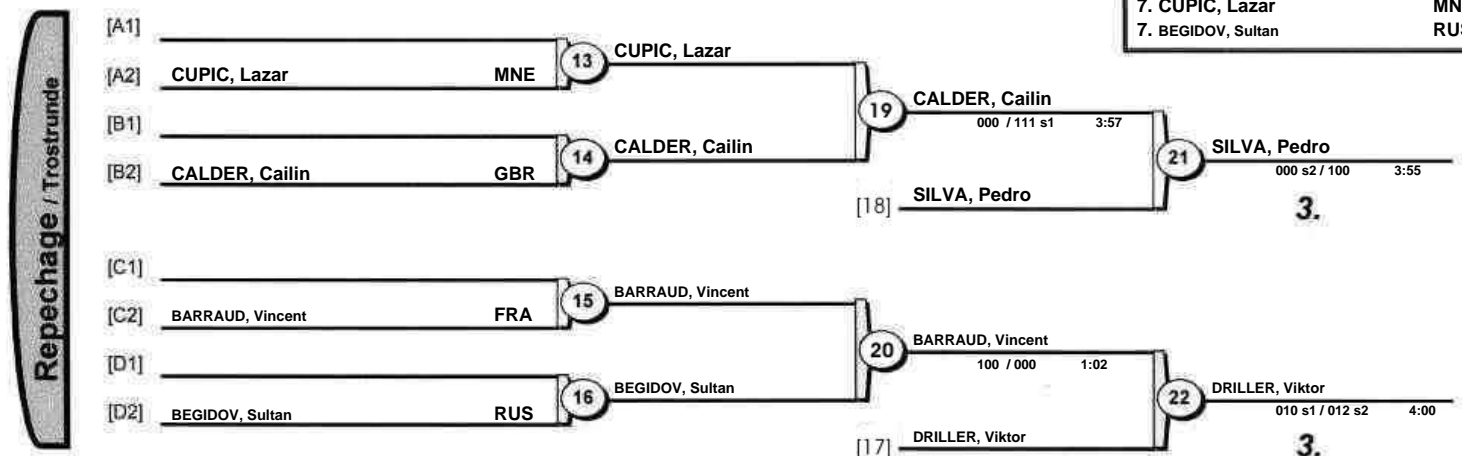 7. CUPIC, Lazar MN
7. BEGIDOV, Sultan RUS
Repechage / Trostrunde
[A1]
[A2] CUPIC, Lazar MNE
13 CUPIC, Lazar
[B1]
[B2] CALDER, Cailin GBR
14 CALDER, Cailin
19 CALDER, Cailin
000 / 111 s1 3:57
[18] SILVA, Pedro
21 SILVA, Pedro
000 s2 / 100 3:55
3.
[C1]
[C2] BARRAUD, Vincent FRA
15 BARRAUD, Vincent
[D1]
[D2] BEGIDOV, Sultan RUS
16 BEGIDOV, Sultan
20 BARRAUD, Vincent
100 / 000 1:02
[17] DRILLER, Viktor
22 DRILLER, Viktor
010 s1 / 012 s2 4:00
3.